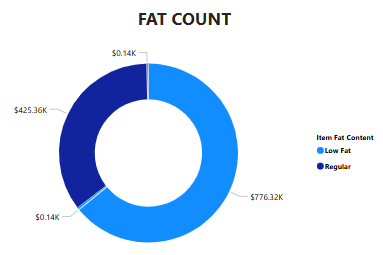 FAT COUNT
$0.14K
$425.36K
Item Fat Content
Low Fat
Regular
$776.32K
$0.14K